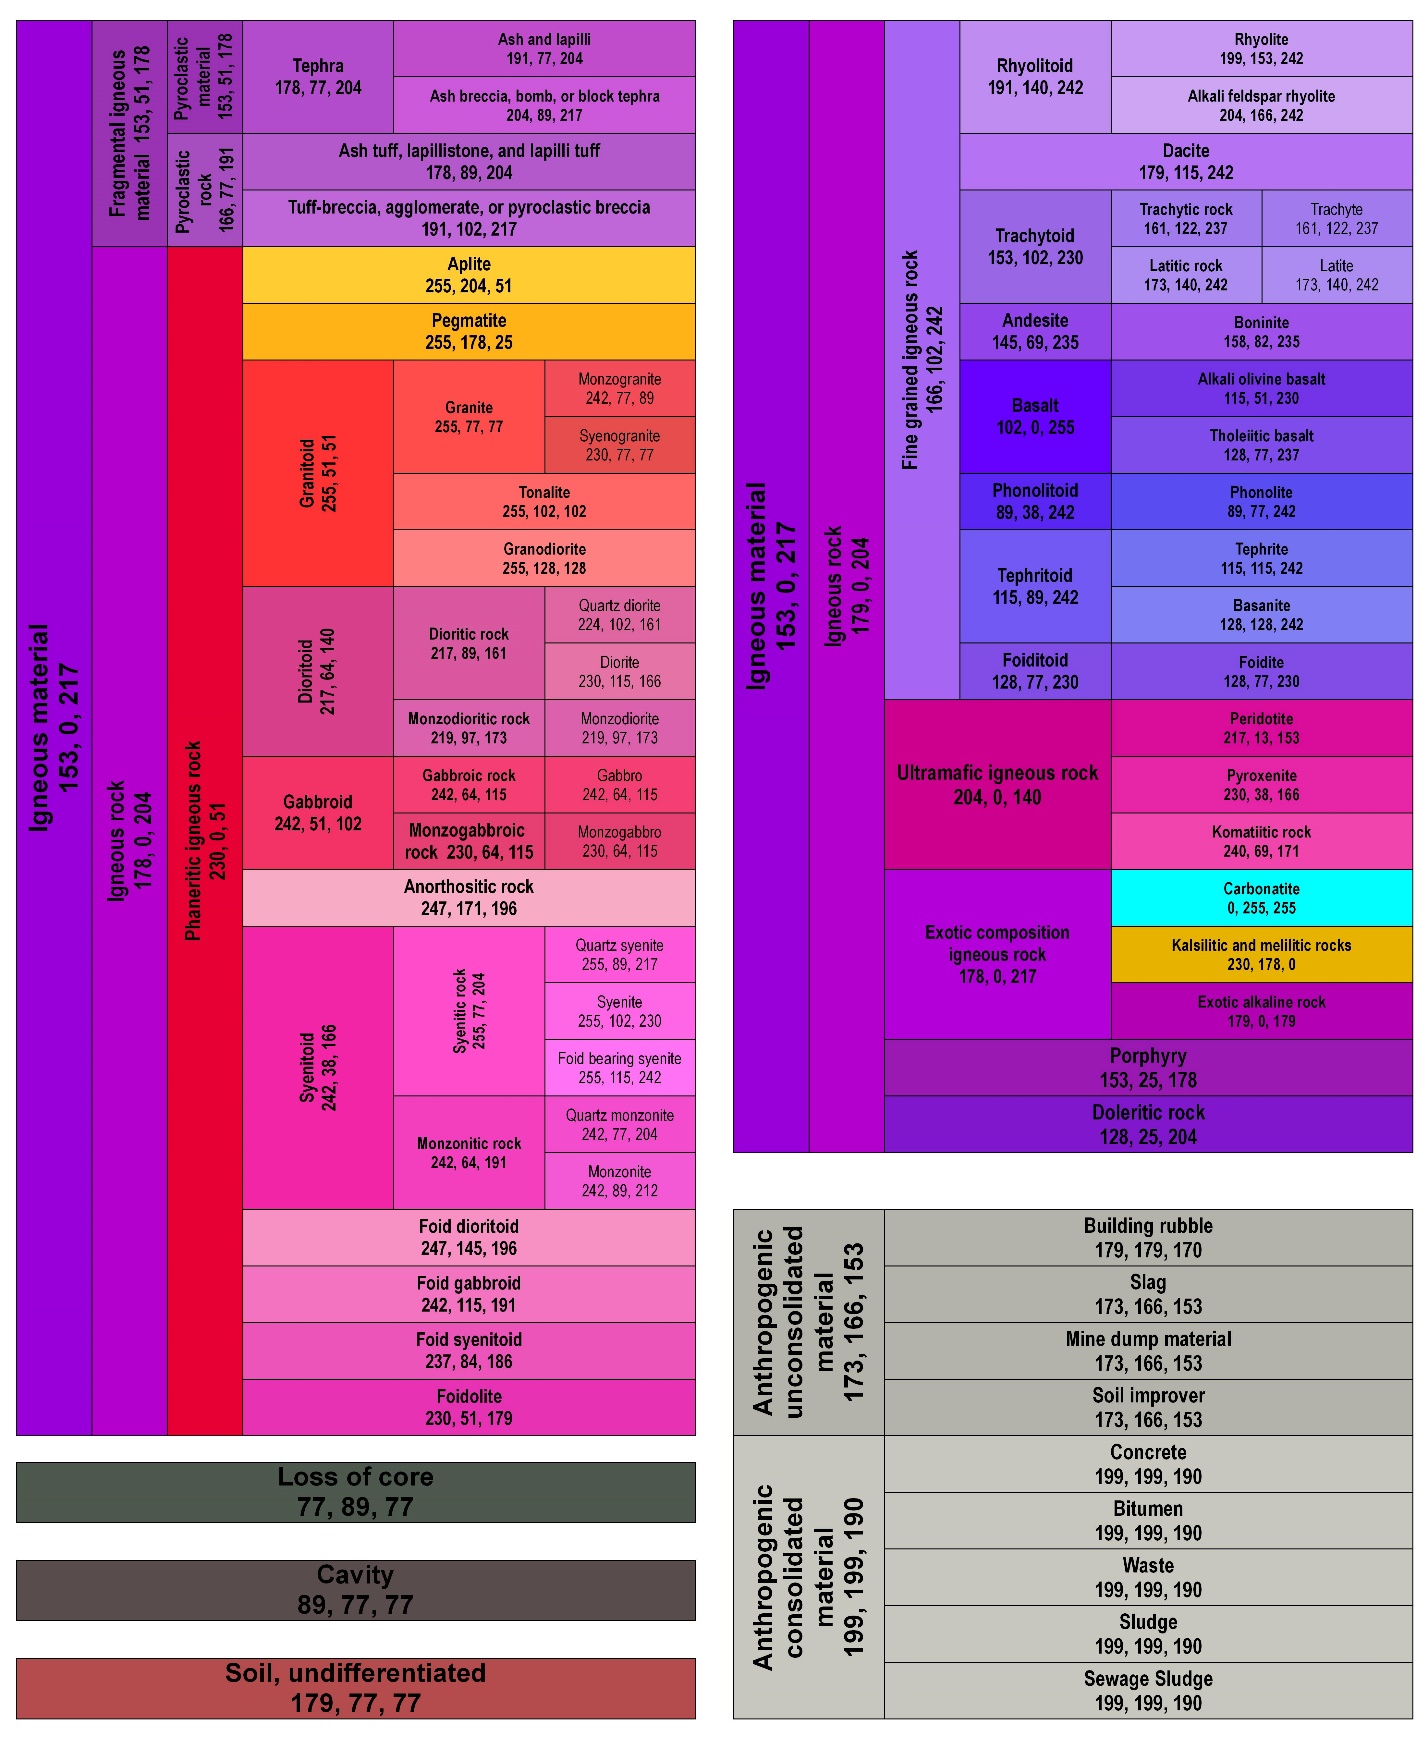 Igneous material
153, 0, 217
Fragmental igneous
material  153, 51, 178
Pyroclastic
material
153, 51, 178
Tephra
178, 77, 204
Ash and lapilli
191, 77, 204
Ash breccia, bomb, or block tephra
204, 89, 217
Pyroclastic
rock
166, 77, 191
Ash tuff, lapillistone, and lapilli tuff
178, 89, 204
Tuff-breccia, agglomerate, or pyroclastic breccia
191, 102, 217
Igneous rock
178, 0, 204
Phaneritic igneous rock
230, 0, 51
Aplite
255, 204, 51
Pegmatite
255, 178, 25
Granitoid
255, 51, 51
Granite
255, 77, 77
Monzogranite
242, 77, 89
Syenogranite
230, 77, 77
Tonalite
255, 102, 102
Granodiorite
255, 128, 128
Dioritoid
217, 64, 140
Dioritic rock
217, 89, 161
Quartz diorite
224, 102, 161
Diorite
230, 115, 166
Monzodioritic rock
219, 97, 173
Monzodiorite
219, 97, 173
Gabbroid
242, 51, 102
Gabbroic rock
242, 64, 115
Gabbro
242, 64, 115
Monzogabbroic
rock  230, 64, 115
Monzogabbro
230, 64, 115
Anorthositic rock
247, 171, 196
Syenitoid
242, 38, 166
Syenitic rock
255, 77, 204
Quartz syenite
255, 89, 217
Syenite
255, 102, 230
Foid bearing syenite
255, 115, 242
Monzonitic rock
242, 64, 191
Quartz monzonite
242, 77, 204
Monzonite
242, 89, 212
Foid dioritoid
247, 145, 196
Foid gabbroid
242, 115, 191
Foid syenitoid
237, 84, 186
Foidolite
230, 51, 179
Loss of core
77, 89, 77
Cavity
89, 77, 77
Soil, undifferentiated
179, 77, 77
Igneous material
153, 0, 217
Igneous rock
179, 0, 204
Fine grained igneous rock
166, 102, 242
Rhyolitoid
191, 140, 242
Rhyolite
199, 153, 242
Alkali feldspar rhyolite
204, 166, 242
Dacite
179, 115, 242
Trachytoid
153, 102, 230
Trachytic rock
161, 122, 237
Trachyte
161, 122, 237
Latitic rock
173, 140, 242
Latite
173, 140, 242
Andesite
145, 69, 235
Boninite
158, 82, 235
Basalt
102, 0, 255
Alkali olivine basalt
115, 51, 230
Tholeiitic basalt
128, 77, 237
Phonolitoid
89, 38, 242
Phonolite
89, 77, 242
Tephritoid
115, 89, 242
Tephrite
115, 115, 242
Basanite
128, 128, 242
Foiditoid
128, 77, 230
Foidite
128, 77, 230
Ultramafic igneous rock
204, 0, 140
Peridotite
217, 13, 153
Pyroxenite
230, 38, 166
Komatiitic rock
240, 69, 171
Exotic composition
igneous rock
178, 0, 217
Carbonatite
0, 255, 255
Kalsilitic and melilitic rocks
230, 178, 0
Exotic alkaline rock
179, 0, 179
Porphyry
153, 25, 178
Doleritic rock
128, 25, 204
Anthropogenic
unconsolidated
material
173, 166, 153
Building rubble
179, 179, 170
Slag
173, 166, 153
Mine dump material
173, 166, 153
Soil improver
173, 166, 153
Anthropogenic
consolidated
material
199, 199, 190
Concrete
199, 199, 190
Bitumen
199, 199, 190
Waste
199, 199, 190
Sludge
199, 199, 190
Sewage Sludge
199, 199, 190